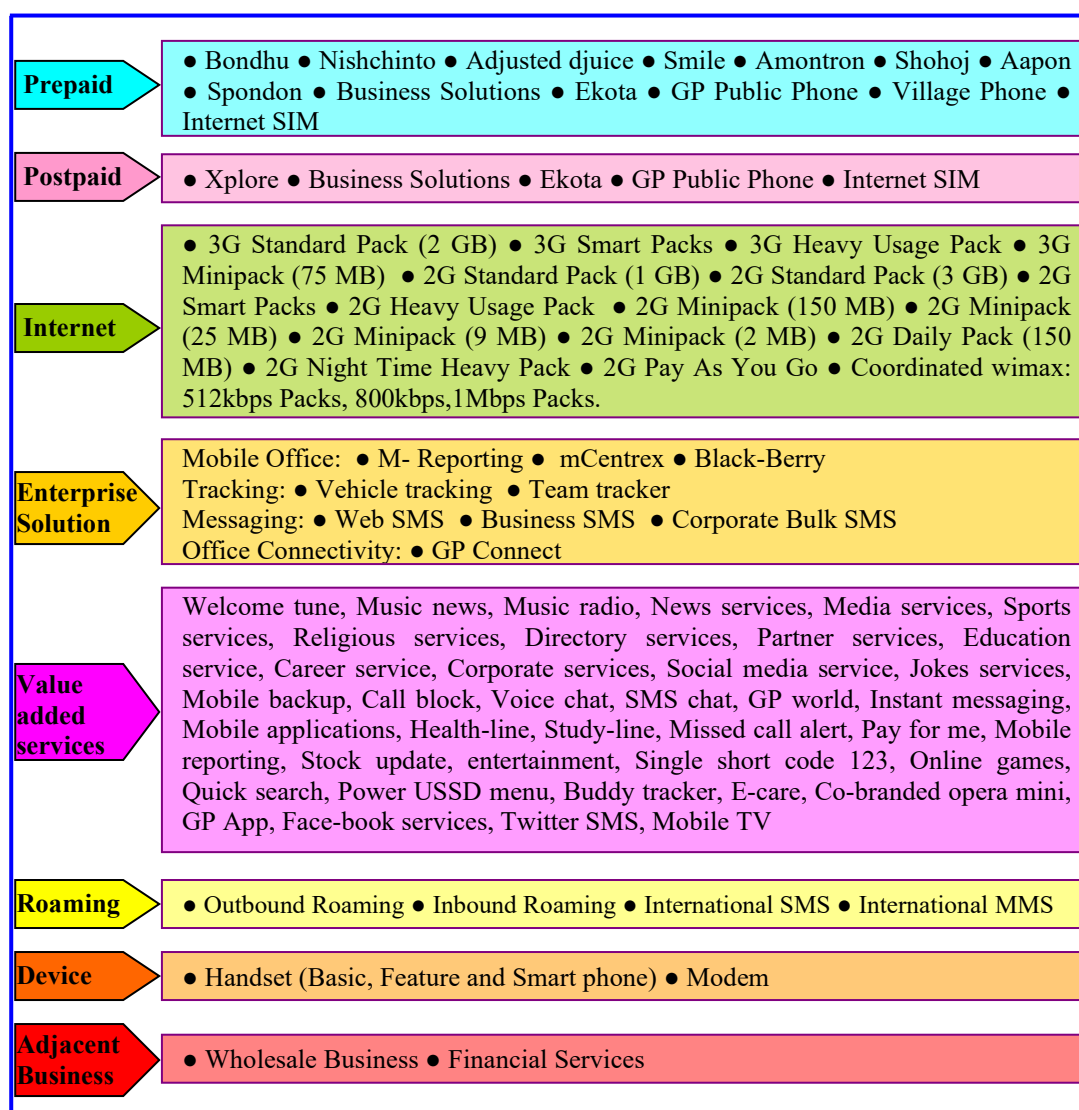 Prepaid
● Bondhu ● Nishchinto ● Adjusted djuice ● Smile ● Amontron ● Shohoj ● Aapon
● Spondon ● Business Solutions ● Ekota ● GP Public Phone ● Village Phone ●
Internet SIM
Postpaid
● Xplore ● Business Solutions ● Ekota ● GP Public Phone ● Internet SIM
Internet
● 3G Standard Pack (2 GB) ● 3G Smart Packs ● 3G Heavy Usage Pack ● 3G
Minipack (75 MB) ● 2G Standard Pack (1 GB) ● 2G Standard Pack (3 GB) ● 2G
Smart Packs ● 2G Heavy Usage Pack ● 2G Minipack (150 MB) ● 2G Minipack
(25 MB) ● 2G Minipack (9 MB) ● 2G Minipack (2 MB) ● 2G Daily Pack (150
MB) ● 2G Night Time Heavy Pack ● 2G Pay As You Go ● Coordinated wimax:
512kbps Packs, 800kbps,1Mbps Packs.
Enterprise
Solution
Mobile Office: ● M- Reporting ● mCentrex ● Black-Berry
Tracking: ● Vehicle tracking ● Team tracker
Messaging: ● Web SMS ● Business SMS ● Corporate Bulk SMS
Office Connectivity: ● GP Connect
Value
added
services
Welcome tune, Music news, Music radio, News services, Media services, Sports
services, Religious services, Directory services, Partner services, Education
service, Career service, Corporate services, Social media service, Jokes services,
Mobile backup, Call block, Voice chat, SMS chat, GP world, Instant messaging,
Mobile applications, Health-line, Study-line, Missed call alert, Pay for me, Mobile
reporting, Stock update, entertainment, Single short code 123, Online games,
Quick search, Power USSD menu, Buddy tracker, E-care, Co-branded opera mini,
GP App, Face-book services, Twitter SMS, Mobile TV
Roaming
● Outbound Roaming ● Inbound Roaming ● International SMS ● International MMS
Device
● Handset (Basic, Feature and Smart phone) ● Modem
Adjacent
Business
● Wholesale Business ● Financial Services